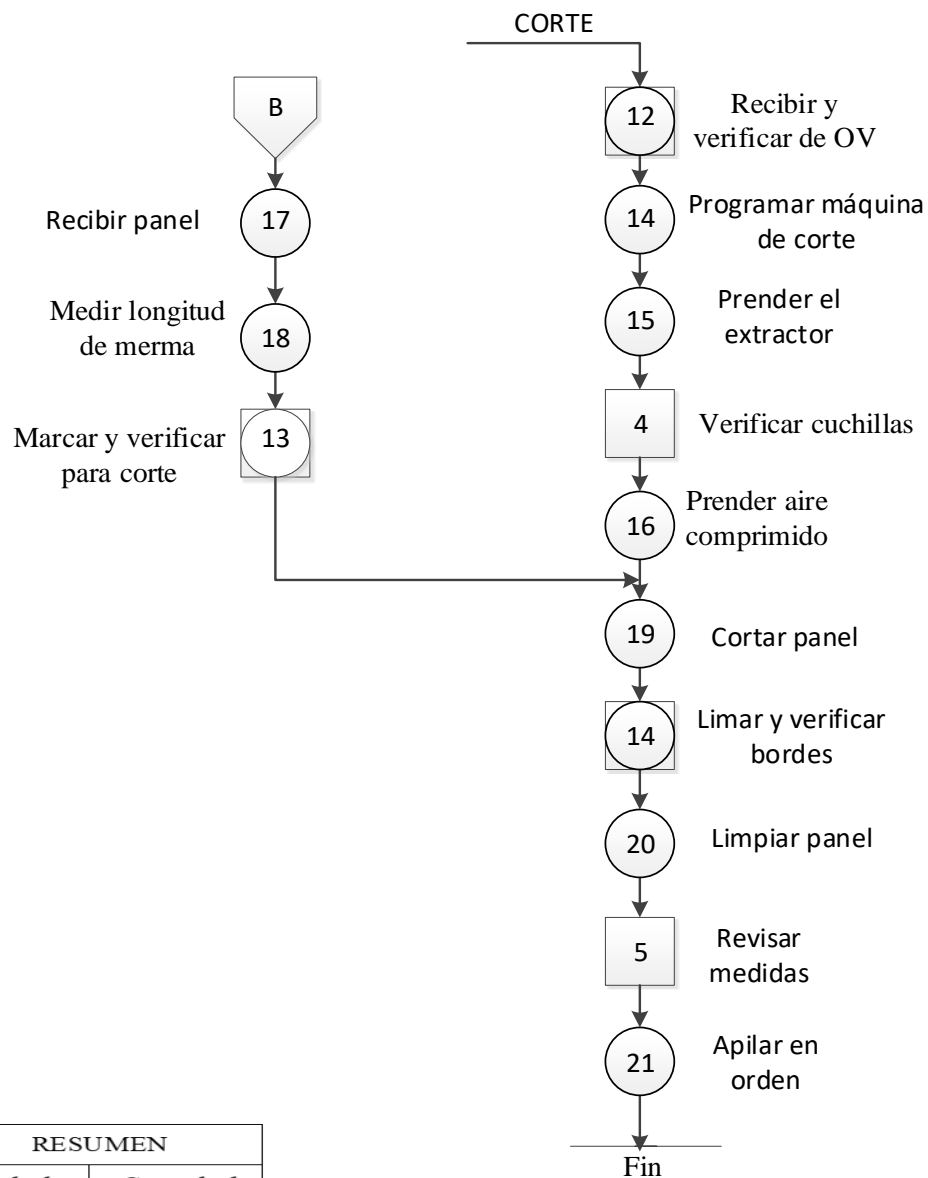 CORTE
B
12
Recibir y
verificar de OV
Recibir panel
17
14
Programar máquina
de corte
Medir longitud
de merma
18
15
Prender el
extractor
Marcar y verificar
para corte
13
4
Verificar cuchillas
16
Prender aire
comprimido
19
Cortar panel
14
Limar y verificar
bordes
20
Limpiar panel
5
Revisar
medidas
21
Apilar en
orden
Fin
RESUMEN